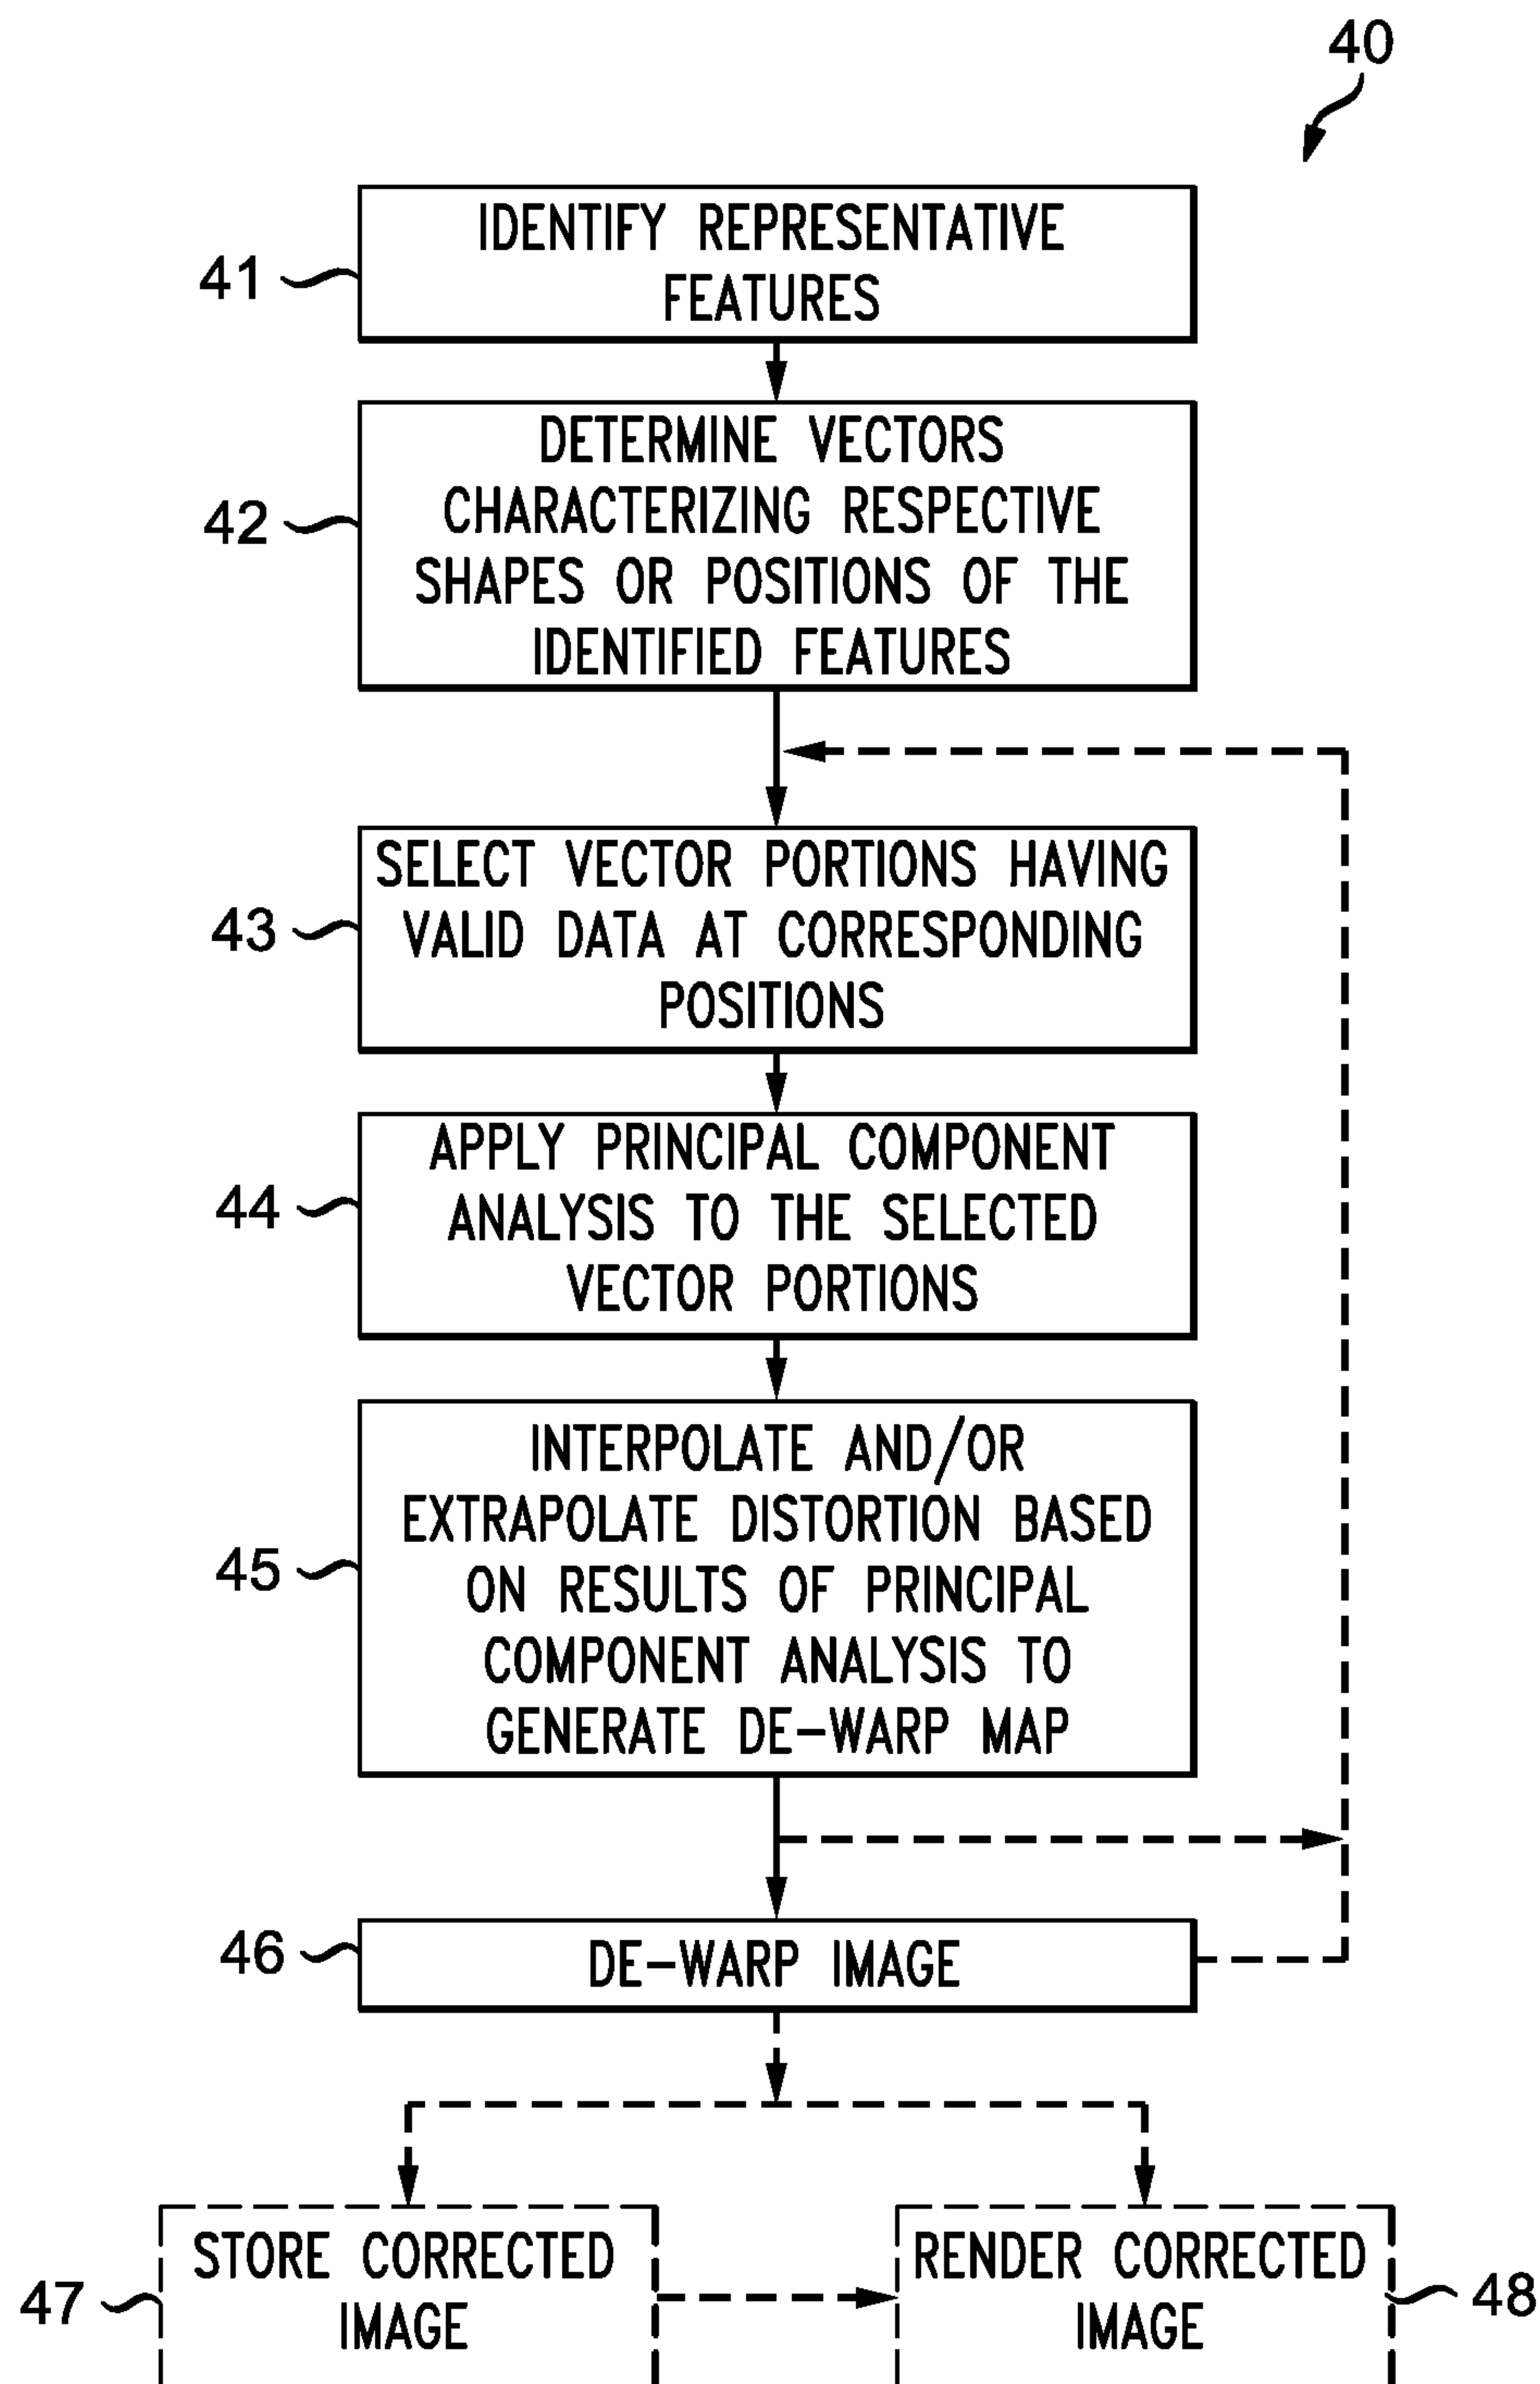 40
IDENTIFY REPRESENTATIVE
FEATURES
41
DETERMINE VECTORS
CHARACTERIZING RESPECTIVE
SHAPES OR POSITIONS OF THE
IDENTIFIED FEATURES
42
SELECT VECTOR PORTIONS HAVING
VALID DATA AT CORRESPONDING
POSITIONS
43
APPLY PRINCIPAL COMPONENT
ANALYSIS TO THE SELECTED
VECTOR PORTIONS
44
INTERPOLATE AND/OR
EXTRAPOLATE DISTORTION BASED
ON RESULTS OF PRINCIPAL
COMPONENT ANALYSIS TO
GENERATE DE-WARP MAP
45
DE-WARP IMAGE
46
STORE CORRECTED
IMAGE
47
RENDER CORRECTED
IMAGE
48